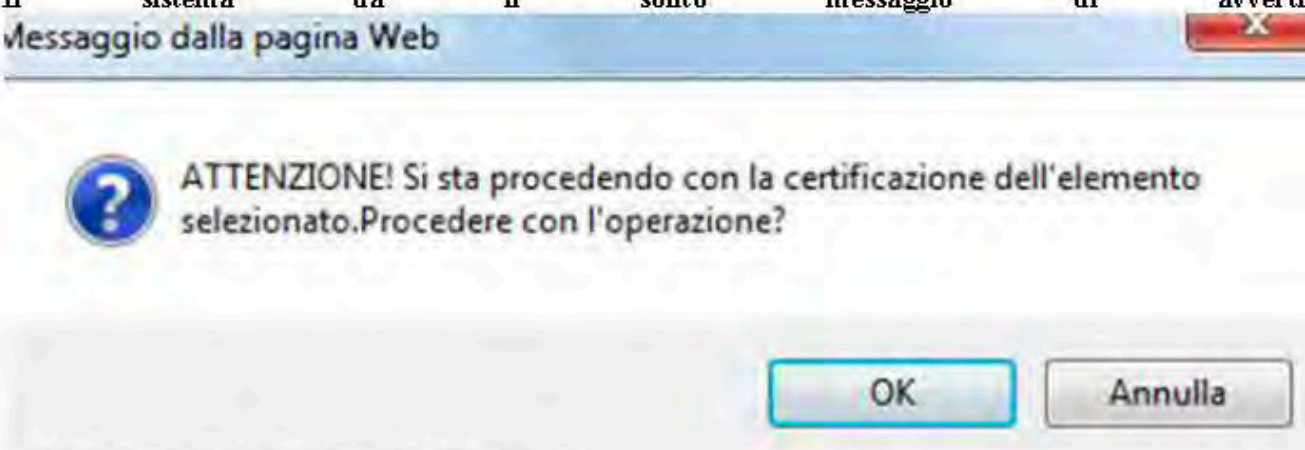 il sistema da il solito messaggio di
Messaggio dalla pagina Web
ATTENZIONE! Si sta procedendo con la certificazione dell'elemento
selezionato.Procedere con l'operazione?
OK Annulla